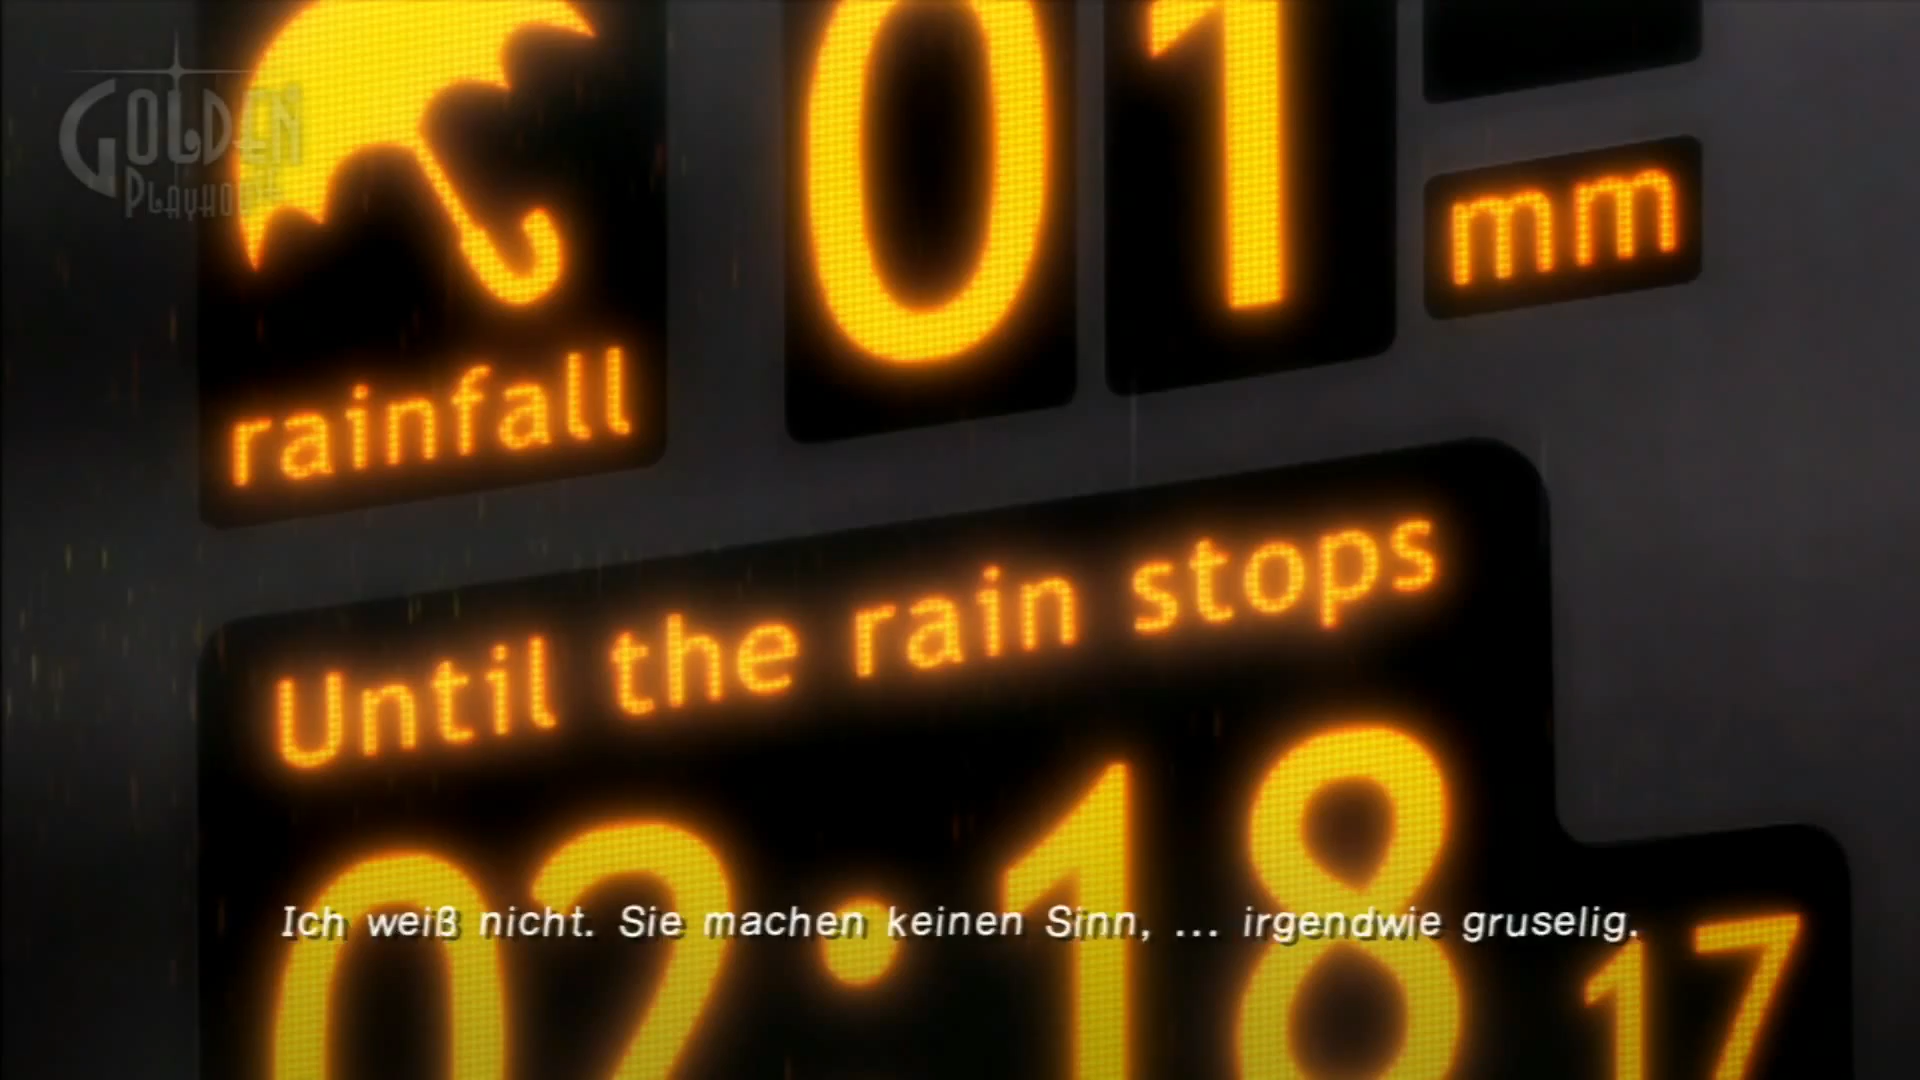 GOLDEN
PLAYHOUSE
01
mm
rainfall
Until the rain stops
02:18 17
Ich weiß nicht. Sie machen keinen Sinn, ... irgendwie gruselig.